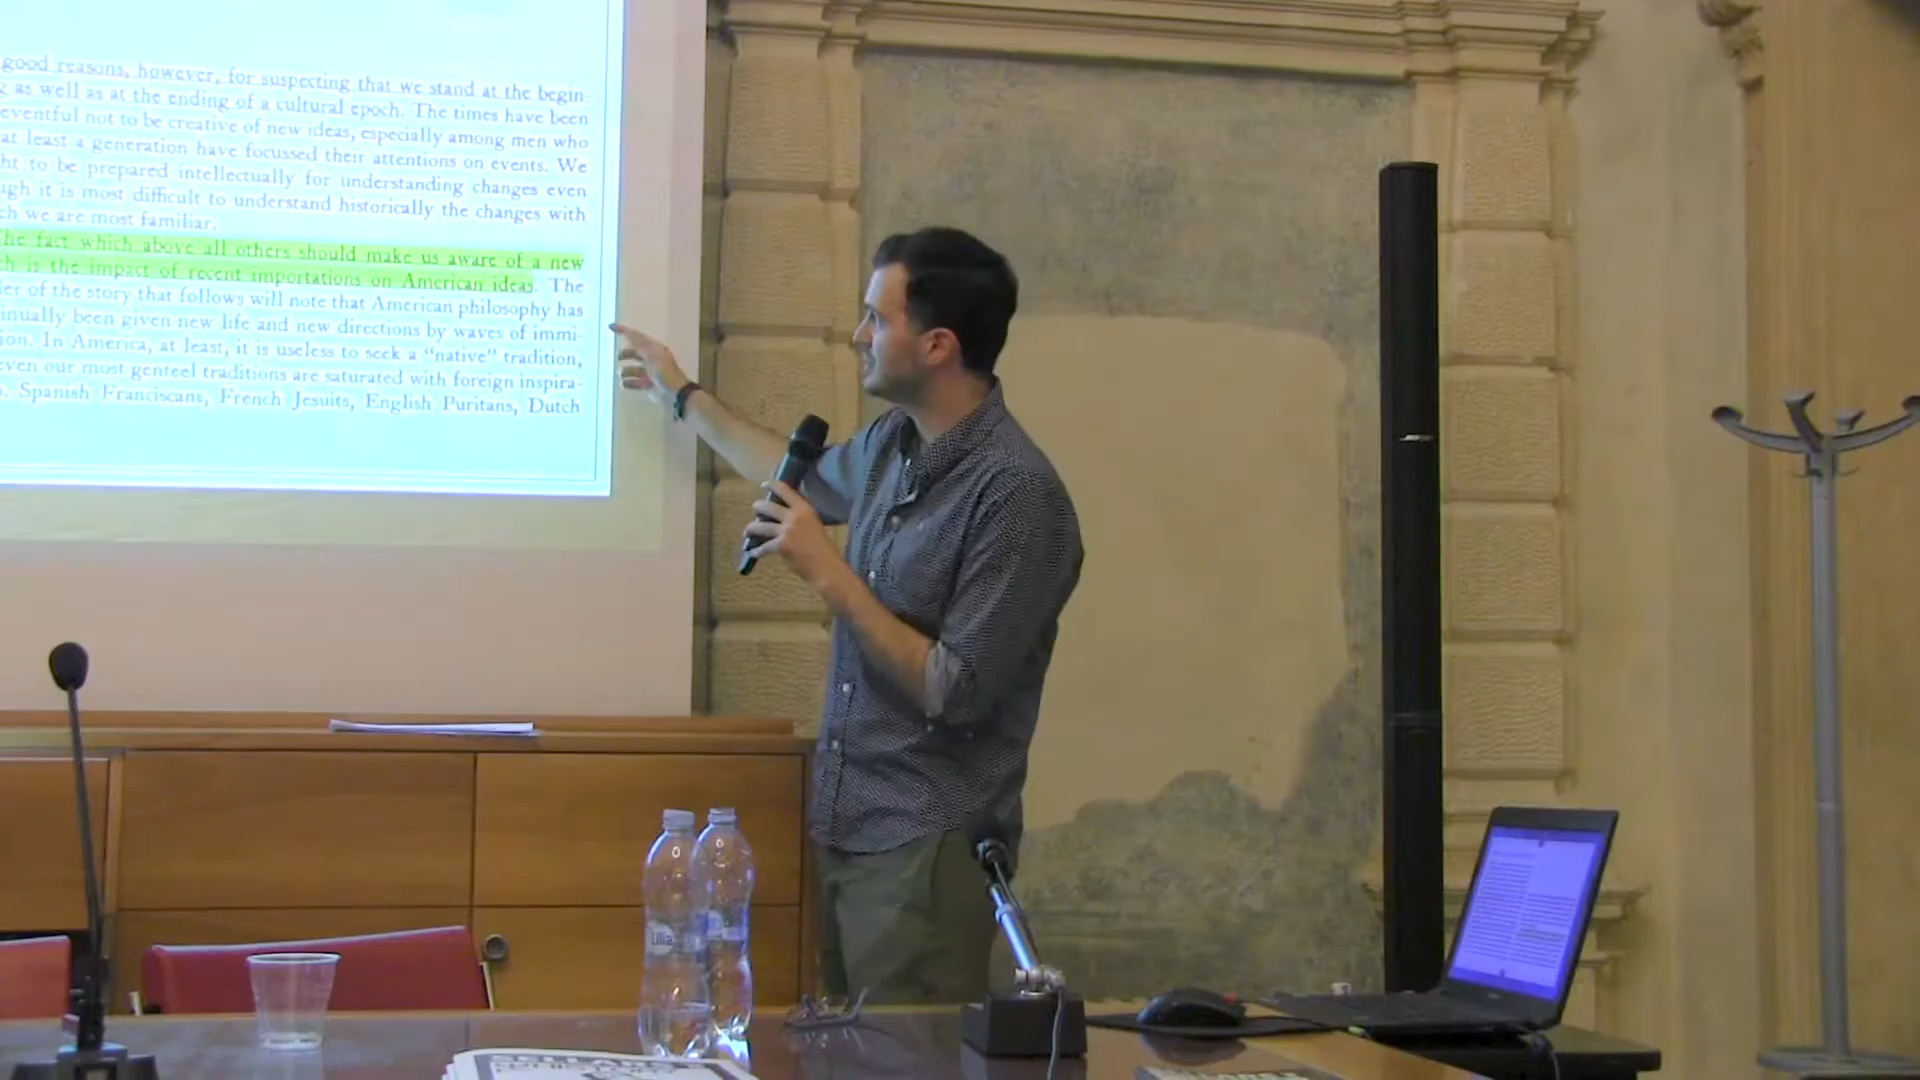 good reasons, however, for suspecting that we stand at the begin-
g as well as at the ending of a cultural epoch. The times have been
eventful not to be creative of new ideas, especially among men who
at least a generation have focussed their attentions on events. We
ht to be prepared intellectually for understanding changes even
ugh it is most difficult to understand historically the changes with
ch we are most familiar.
The fact which above all others should make us aware of a new
ch is the impact of recent importations on American ideas. The
er of the story that follows will note that American philosophy has
inually been given new life and new directions by waves of immi-
ion. In America, at least, it is useless to seek a “native” tradition,
even our most genteel traditions are saturated with foreign inspira-
. Spanish Franciscans, French Jesuits, English Puritans, Dutch
Lilia